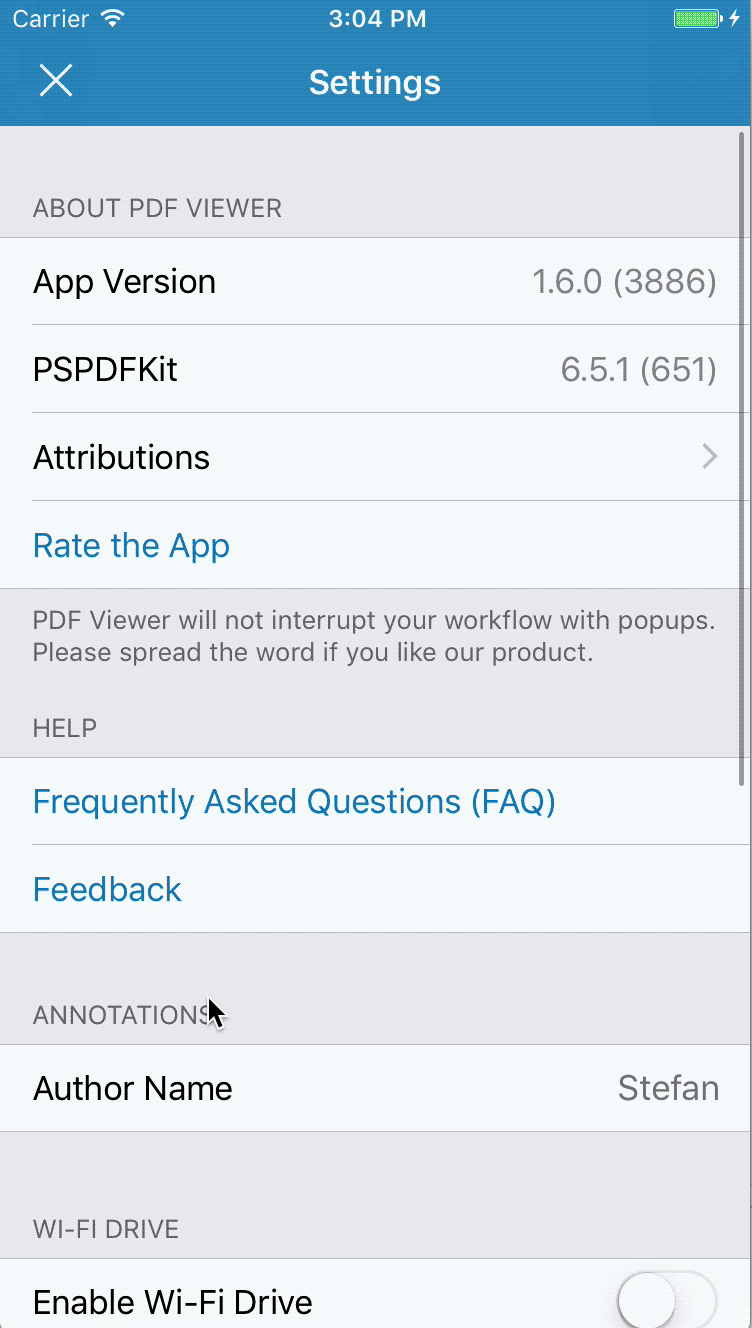 Carrier 3:04 PM
Settings
ABOUT PDF VIEWER
App Version 1.6.0 (3886)
PSPDFKit 6.5.1 (651)
Attributions
Rate the App
PDF Viewer will not interrupt your workflow with popups.
Please spread the word if you like our product.
HELP
Frequently Asked Questions (FAQ)
Feedback
ANNOTATIONS
Author Name Stefan
WI-FI DRIVE
Enable Wi-Fi Drive